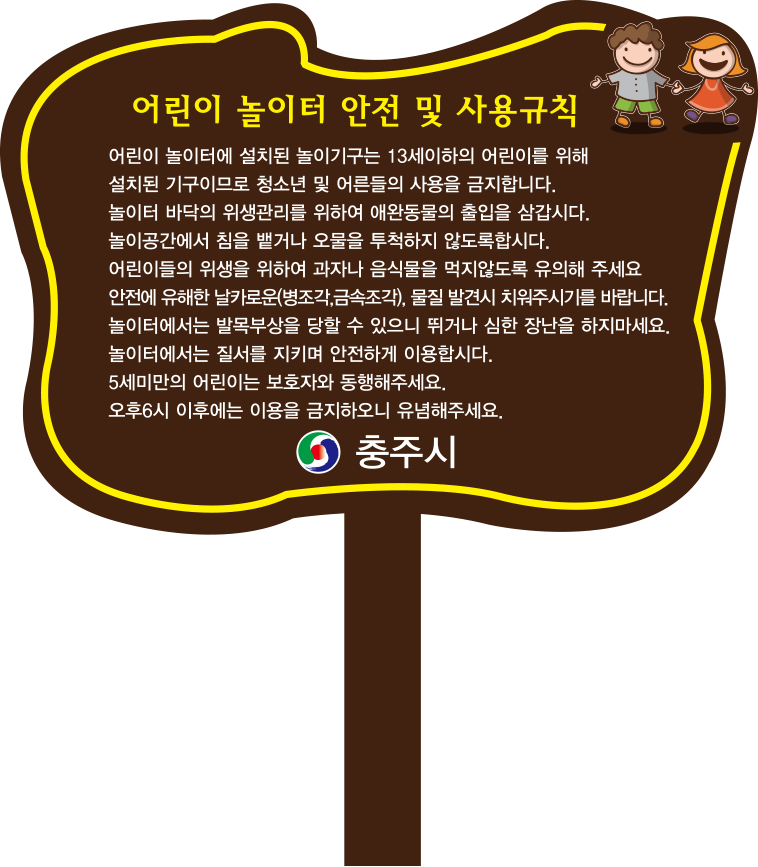 어린이 놀이터 안전 및 사용규칙
어린이 놀이터에 설치된 놀이기구는 13세이하의 어린이를 위해
설치된 기구이므로 청소년 및 어른들의 사용을 금지합니다.
놀이터 바닥의 위생관리를 위하여 애완동물의 출입을 삼갑시다.
놀이공간에서 침을 뱉거나 오물을 투척하지 않도록합시다.
어린이들의 위생을 위하여 과자나 음식물을 먹지않도록 유의해 주세요
안전에 유해한 날카로운(병조각,금속조각), 물질 발견시 치워주시기를 바랍니다.
놀이터에서는 발목부상을 당할 수 있으니 뛰거나 심한 장난을 하지마세요.
놀이터에서는 질서를 지키며 안전하게 이용합시다.
5세미만의 어린이는 보호자와 동행해주세요.
오후6시 이후에는 이용을 금지하오니 유념해주세요.
충주시